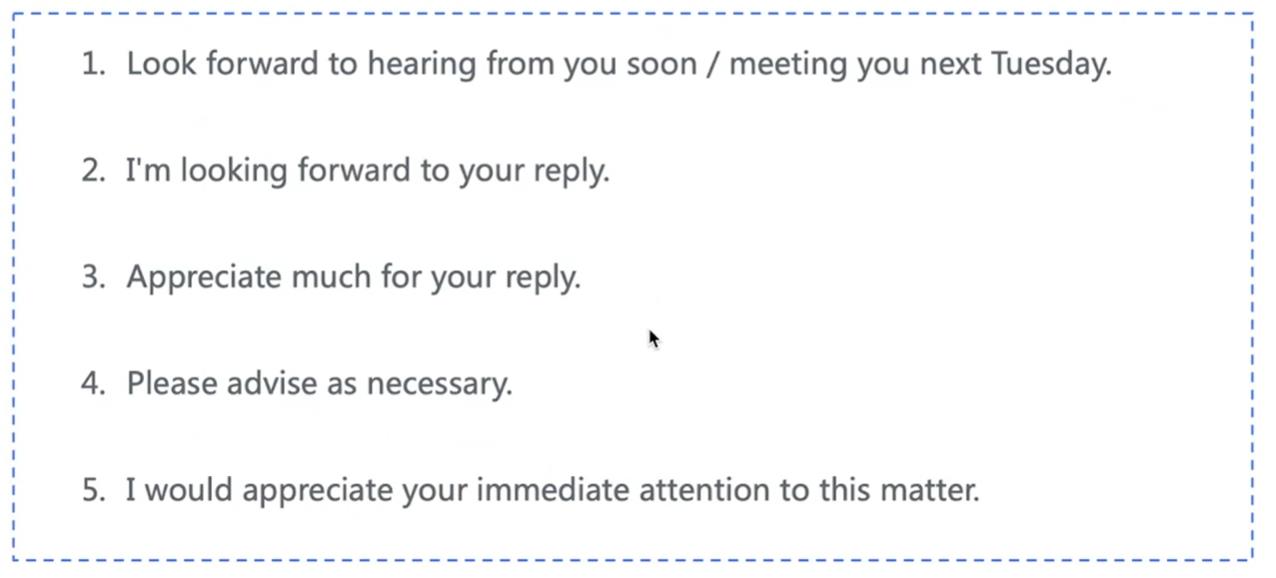 1. Look forward to hearing from you soon / meeting you next Tuesday.
2. I'm looking forward to your reply.
3. Appreciate much for your reply.
4. Please advise as necessary.
5. I would appreciate your immediate attention to this matter.